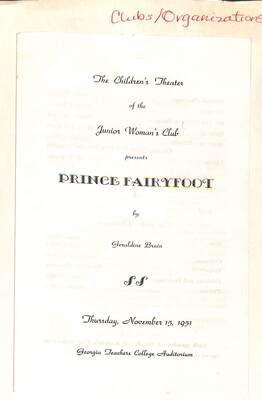 Clubs/Organizations
The Children's Theater
of the
Junior Woman's Club
presents
PRINCE FAIRYFOOT
by
Geraldine Brain
SS
Thursday, November 15, 1951
Georgia Teachers College Auditorium